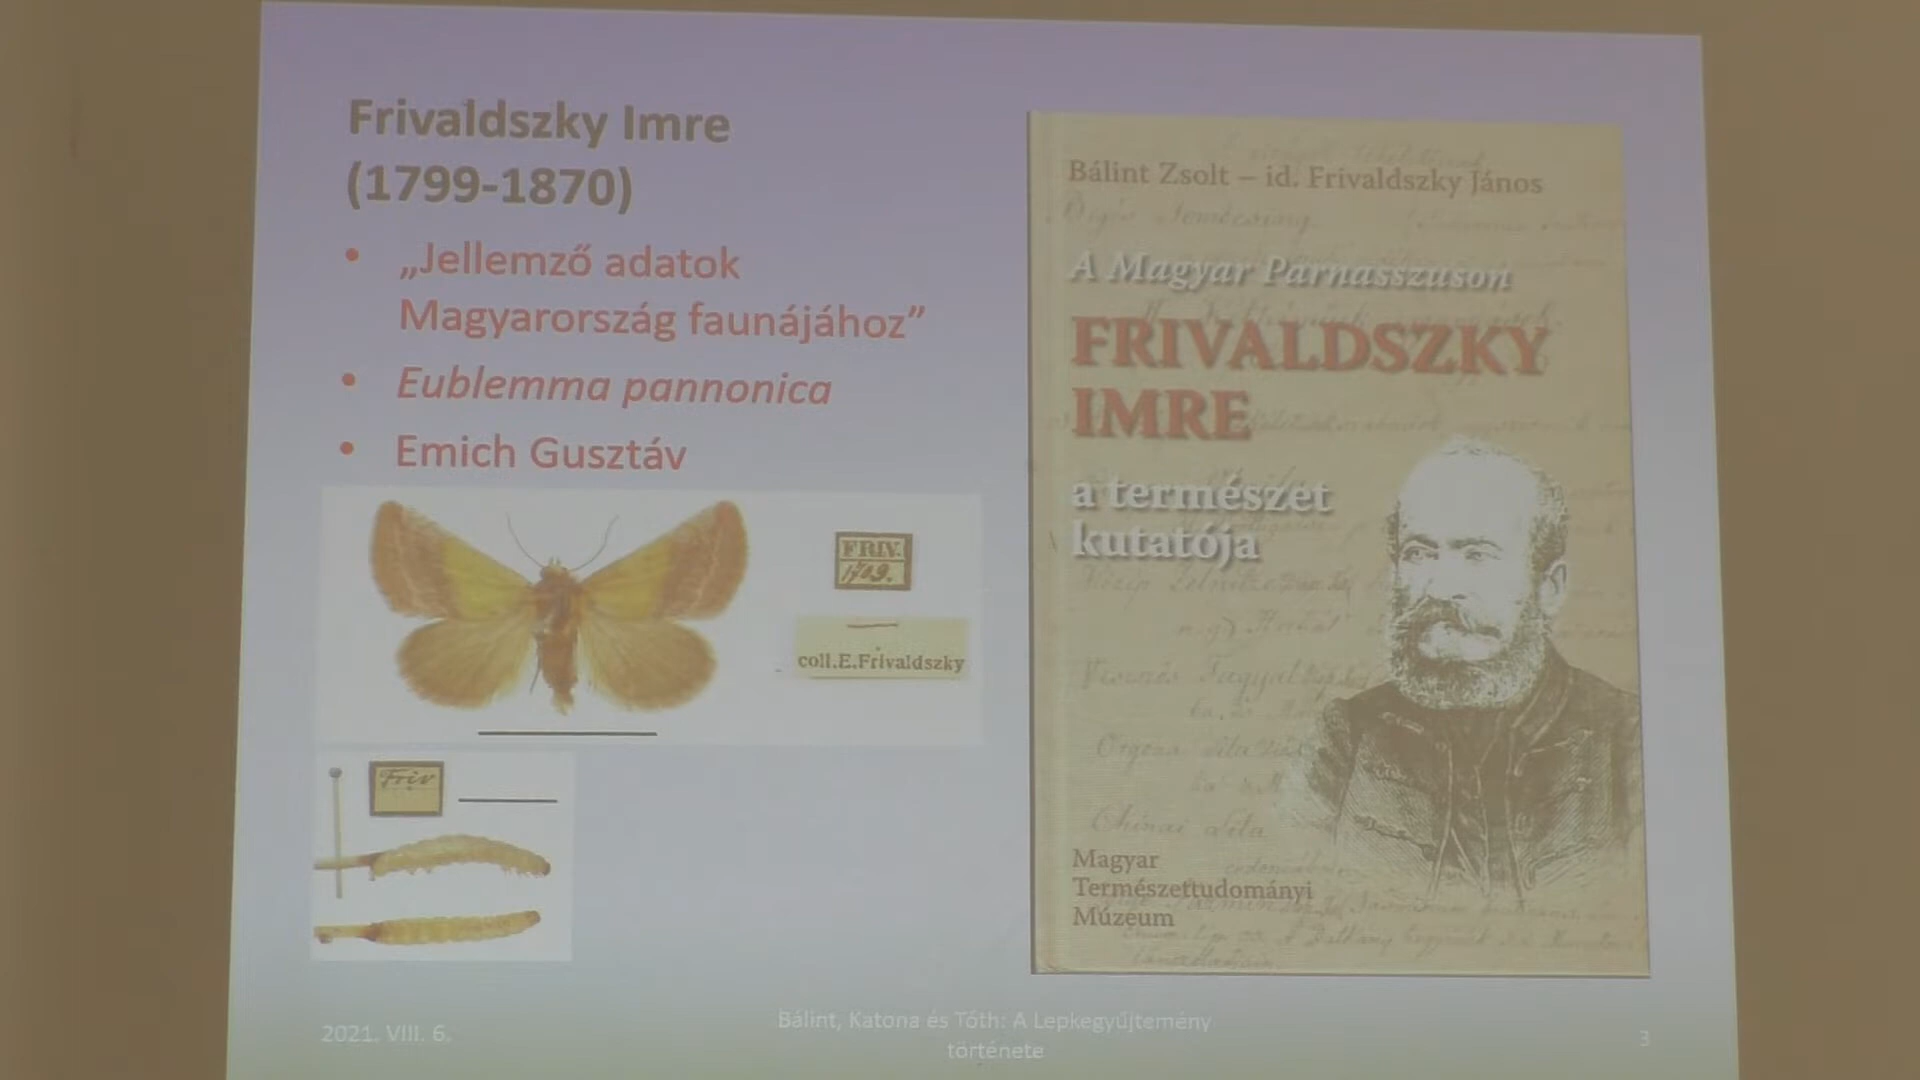 Frivaldszky Imre
(1799-1870)
• „Jellemző adatok
Magyarország faunájához”
• Eublemma pannonica
• Emich Gusztáv
FRIV.
1709.
coll.E.Frivaldszky
Friv
Bálint Zsolt – id. Frivaldszky János
A Magyar Parnasszuson
FRIVALDSZKY
IMRE
a természet
kutatója
Magyar
Természettudományi
Múzeum
2021. VIII. 6.
Bálint, Katona és Tóth: A Lepkegyűjtemény
története
3